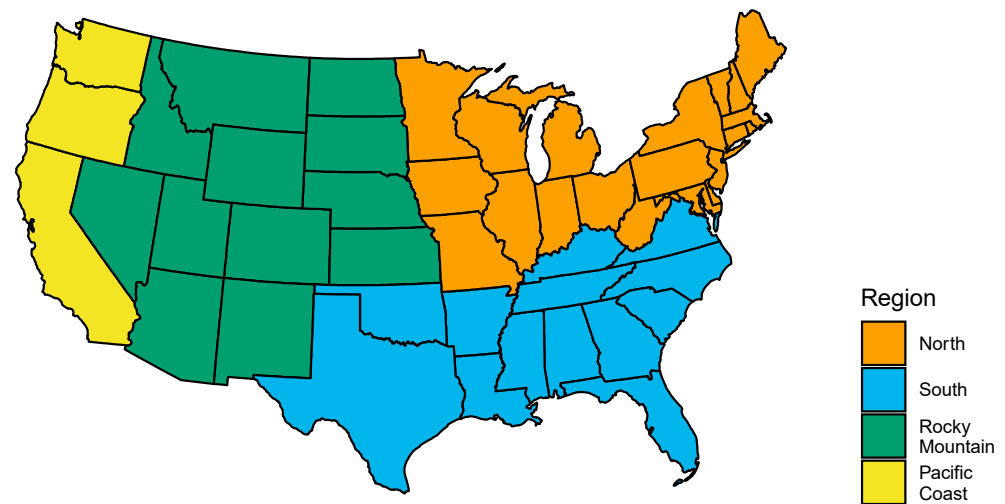 Region
North
South
Rocky
Mountain
Pacific
Coast